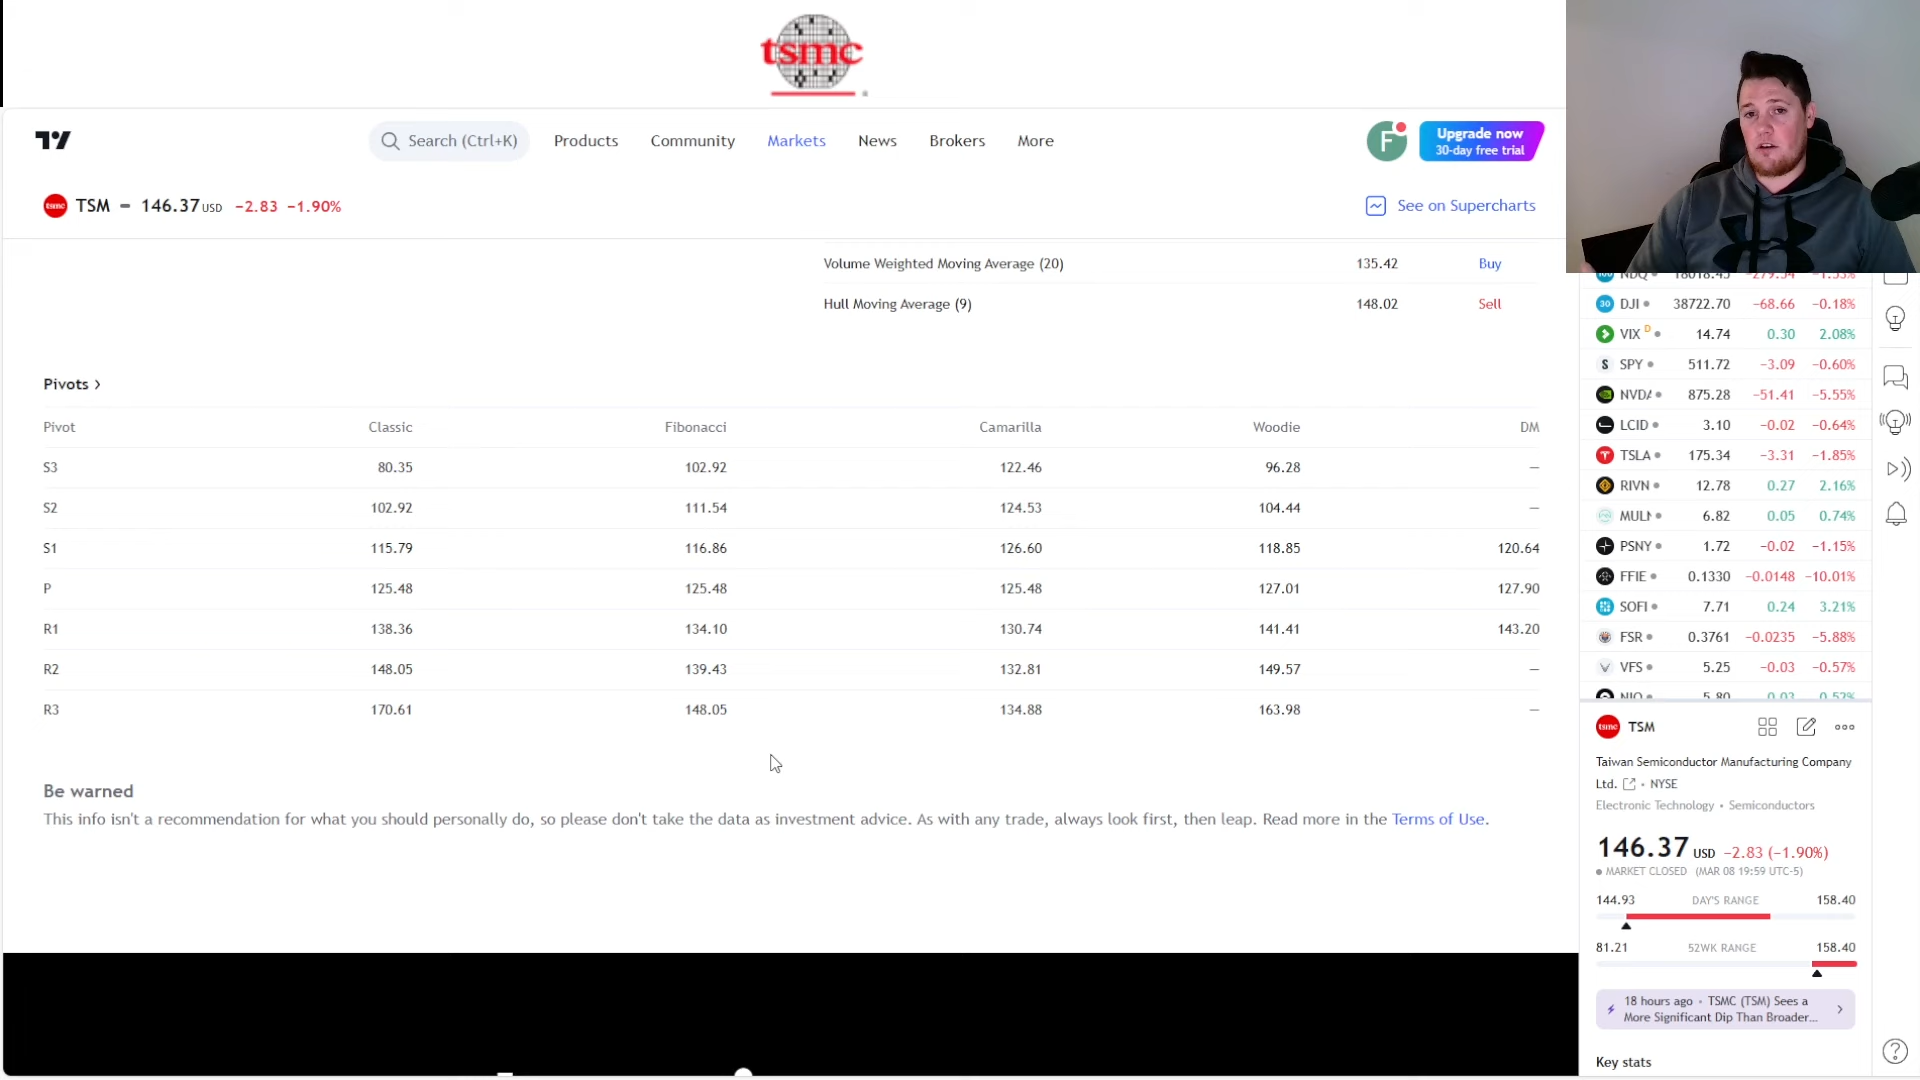 tsmc
Search (Ctrl+K)
Products
Community
Markets
News
Brokers
More
F
Upgrade now
30-day free trial
tsmc TSM 146.37 USD −2.83 −1.90%
See on Supercharts
Volume Weighted Moving Average (20) 135.42 Buy
Hull Moving Average (9) 148.02 Sell
Pivots
Pivot Classic Fibonacci Camarilla Woodie DM
S3 80.35 102.92 122.46 96.28 —
S2 102.92 111.54 124.53 104.44 —
S1 115.79 116.86 126.60 118.85 120.64
P 125.48 125.48 125.48 127.01 127.90
R1 138.36 134.10 130.74 141.41 143.20
R2 148.05 139.43 132.81 149.57 —
R3 170.61 148.05 134.88 163.98 —
Be warned
This info isn't a recommendation for what you should personally do, so please don't take the data as investment advice. As with any trade, always look first, then leap. Read more in the Terms of Use.
NDQ −1.53%
30 DJI 38722.70 −68.66 −0.18%
VIX D 14.74 0.30 2.08%
S SPY 511.72 −3.09 −0.60%
NVDA 875.28 −51.41 −5.55%
LCID 3.10 −0.02 −0.64%
TSLA 175.34 −3.31 −1.85%
RIVN 12.78 0.27 2.16%
MULN 6.82 0.05 0.74%
PSNY 1.72 −0.02 −1.15%
FFIE 0.1330 −0.0148 −10.01%
SOFI 7.71 0.24 3.21%
FSR 0.3761 −0.0235 −5.88%
VFS 5.25 −0.03 −0.57%
NIO 5.80 0.03 0.52%
tsmc TSM
Taiwan Semiconductor Manufacturing Company
Ltd. • NYSE
Electronic Technology • Semiconductors
146.37 USD −2.83 (−1.90%)
MARKET CLOSED (MAR 08 19:59 UTC-5)
144.93 DAY'S RANGE 158.40
81.21 52WK RANGE 158.40
18 hours ago • TSMC (TSM) Sees a
More Significant Dip Than Broader...
Key stats